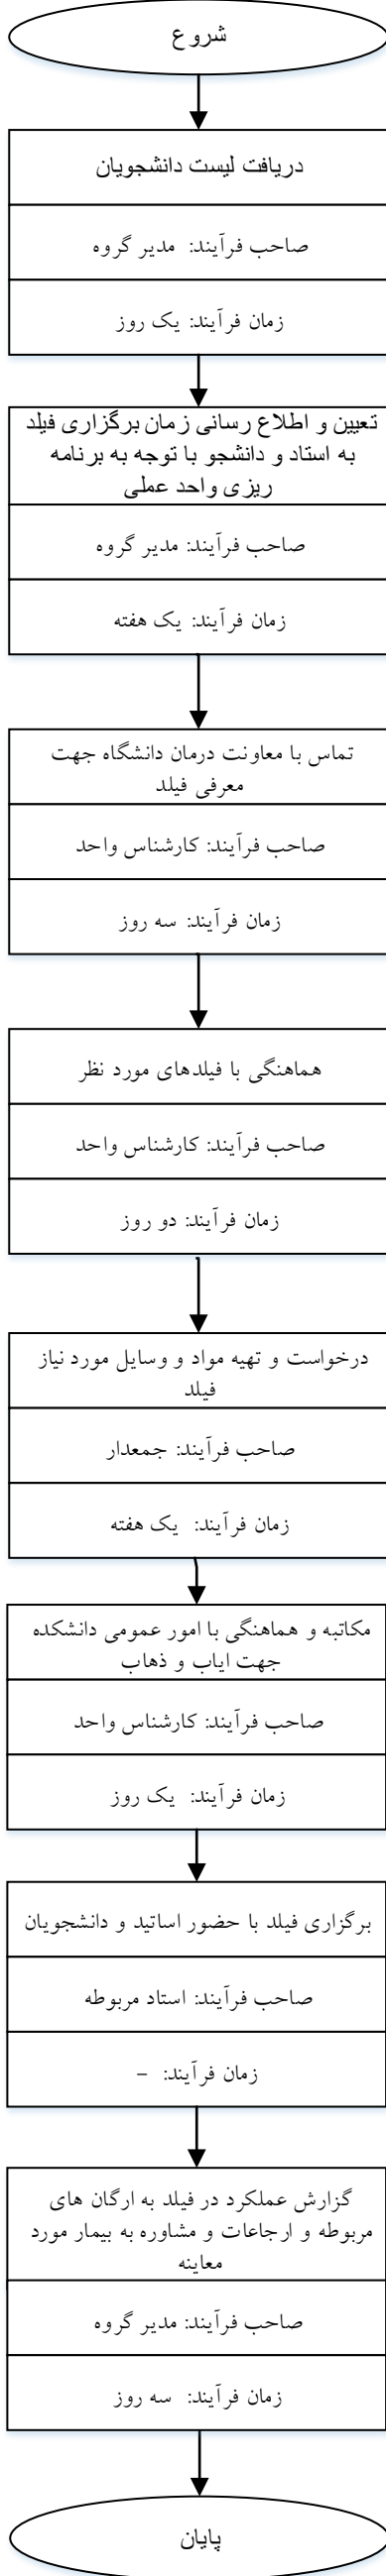 شروع
دریافت لیست دانشجویان
صاحب فرآیند: مدیر گروه
زمان فرآیند: یک روز
تعیین و اطلاع رسانی زمان برگزاری فیلد
به استاد و دانشجو با توجه به برنامه
ریزی واحد عملی
صاحب فرآیند: مدیر گروه
زمان فرآیند: یک هفته
تماس با معاونت درمان دانشگاه جهت
معرفی فیلد
صاحب فرآیند: کارشناس واحد
زمان فرآیند: سه روز
هماهنگی با فیلدهای مورد نظر
صاحب فرآیند: کارشناس واحد
زمان فرآیند: دو روز
درخواست و تهیه مواد و وسایل مورد نیاز
فیلد
صاحب فرآیند: جمعدار
زمان فرآیند: یک هفته
مکاتبه و هماهنگی با امور عمومی دانشکده
جهت ایاب و ذهاب
صاحب فرآیند: کارشناس واحد
زمان فرآیند: یک روز
برگزاری فیلد با حضور اساتید و دانشجویان
صاحب فرآیند: استاد مربوطه
زمان فرآیند: -
گزارش عملکرد در فیلد به ارگان های
مربوطه و ارجاعات و مشاوره به بیمار مورد
معاینه
صاحب فرآیند: مدیر گروه
زمان فرآیند: سه روز
پایان